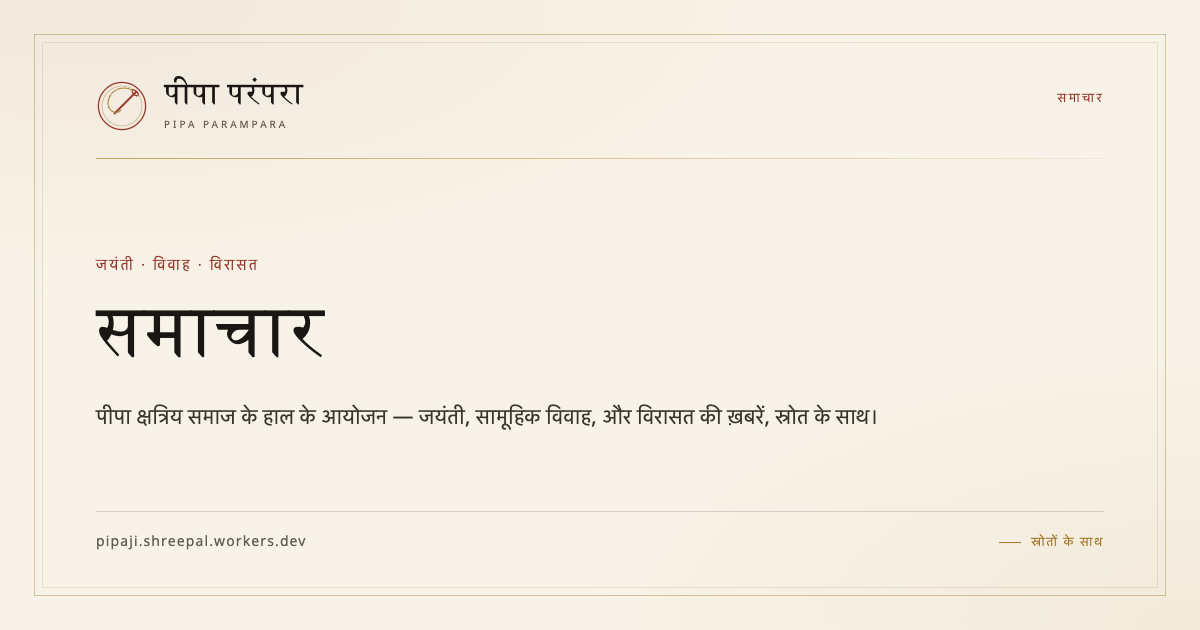 पीपा परंपरा
PIPA PARAMPARA
समाचार
जयंती · विवाह · विरासत
समाचार
पीपा क्षत्रिय समाज के हाल के आयोजन — जयंती, सामूहिक विवाह, और विरासत की ख़बरें, स्रोत के साथ।
pipaji.shreepal.workers.dev
स्रोतों के साथ